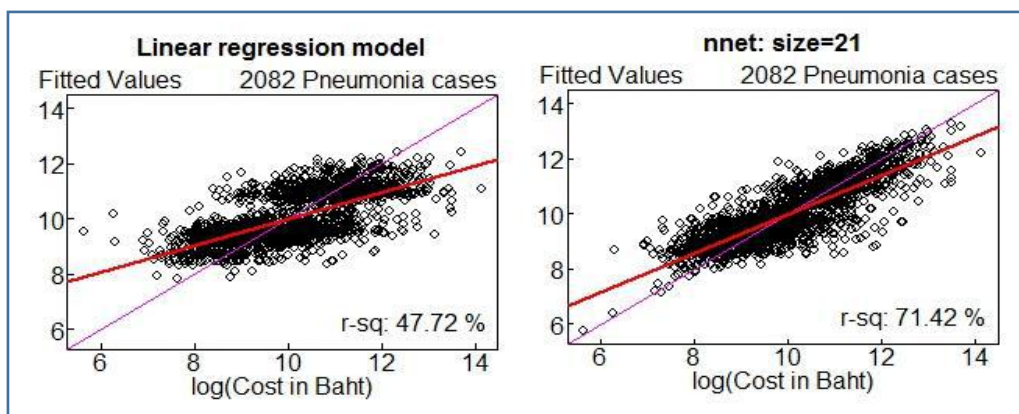 Linear regression model
Fitted Values 2082 Pneumonia cases
14
12
10
8
6
r-sq: 47.72 %
6 8 10 12 14
log(Cost in Baht)
nnet: size=21
Fitted Values 2082 Pneumonia cases
14
12
10
8
6
r-sq: 71.42 %
6 8 10 12 14
log(Cost in Baht)